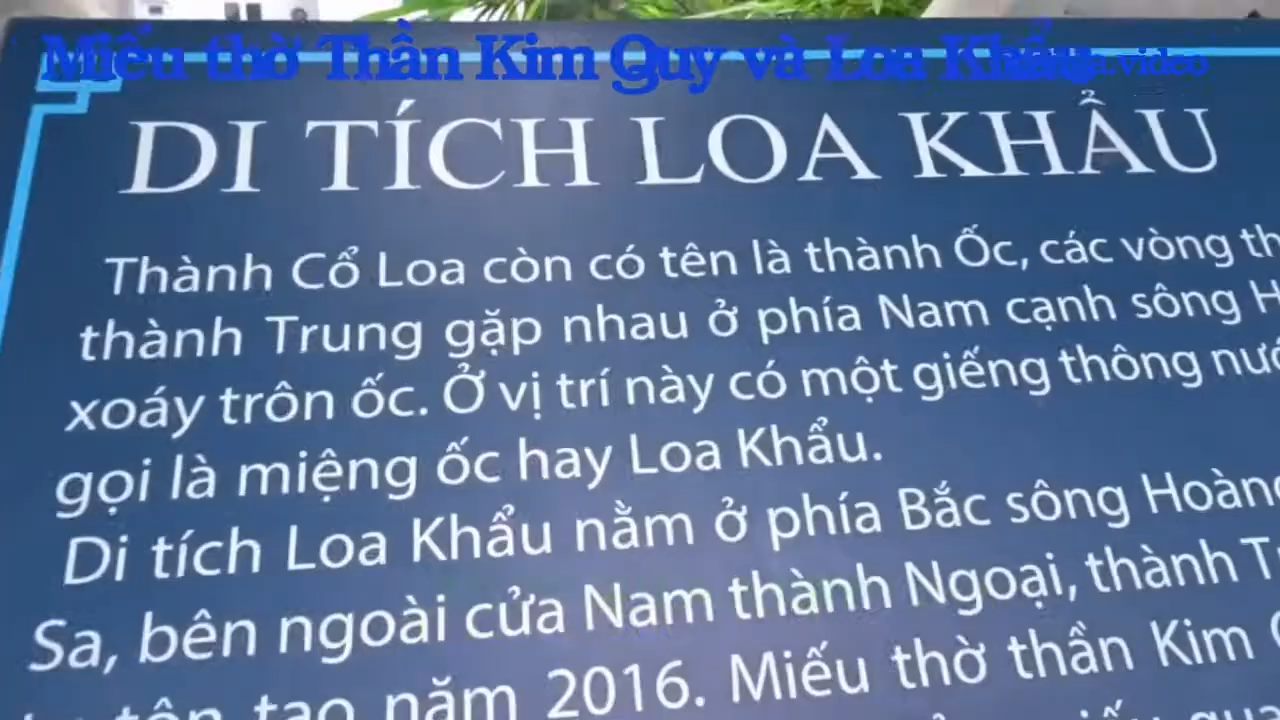 Miếu thờ Thần Kim Quy và Loa Khẩu
DI TÍCH LOA KHẨU
Thành Cổ Loa còn có tên là thành Ốc, các vòng th
thành Trung gặp nhau ở phía Nam cạnh sông H
xoáy trôn ốc. Ở vị trí này có một giếng thông nướ
gọi là miệng ốc hay Loa Khẩu.
Di tích Loa Khẩu nằm ở phía Bắc sông Hoàng
Sa, bên ngoài cửa Nam thành Ngoại, thành T
tôn tạo năm 2016. Miếu thờ thần Kim